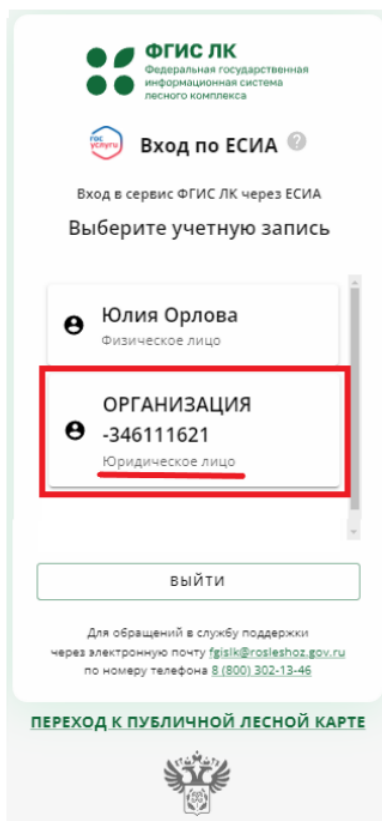 ФГИС ЛК
Федеральная государственная
информационная система
лесного комплекса
гос
услуги
Вход по ЕСИА ?
Вход в сервис ФГИС ЛК через ЕСИА
Выберите учетную запись
Юлия Орлова
Физическое лицо
ОРГАНИЗАЦИЯ
-346111621
Юридическое лицо
ВЫЙТИ
Для обращений в службу поддержки
через электронную почту fgislk@rosleshoz.gov.ru
по номеру телефона 8 (800) 302-13-46
ПЕРЕХОД К ПУБЛИЧНОЙ ЛЕСНОЙ КАРТЕ